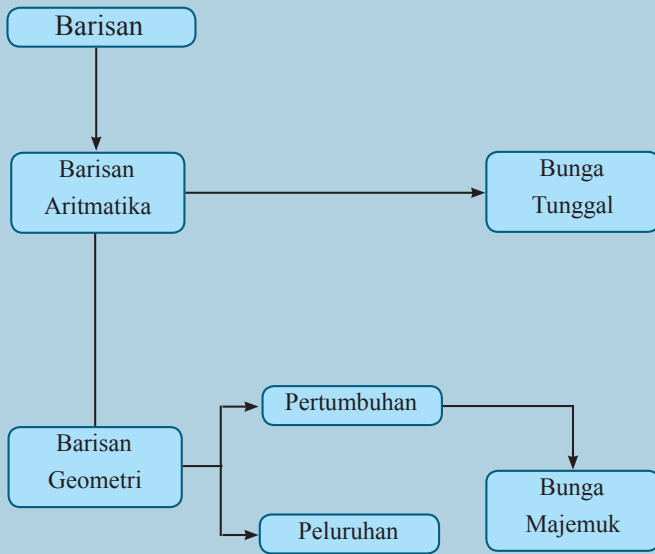 Barisan
Barisan
Aritmatika
Bunga
Tunggal
Pertumbuhan
Barisan
Geometri
Bunga
Majemuk
Peluruhan